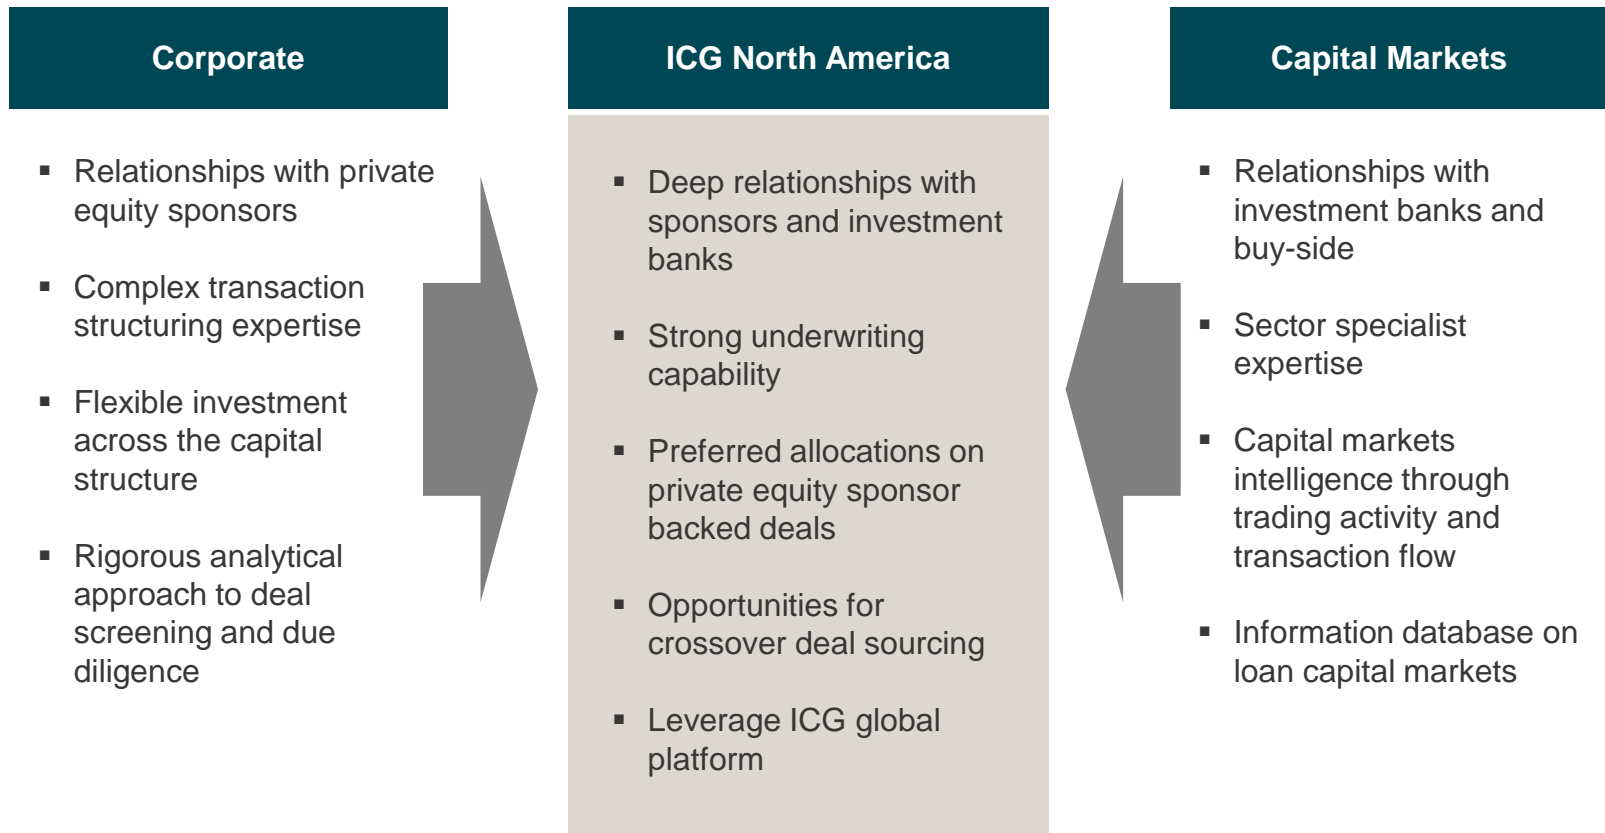 Corporate
▪ Relationships with private
equity sponsors
▪ Complex transaction
structuring expertise
▪ Flexible investment
across the capital
structure
▪ Rigorous analytical
approach to deal
screening and due
diligence
ICG North America
▪ Deep relationships with
sponsors and investment
banks
▪ Strong underwriting
capability
▪ Preferred allocations on
private equity sponsor
backed deals
▪ Opportunities for
crossover deal sourcing
▪ Leverage ICG global
platform
Capital Markets
▪ Relationships with
investment banks and
buy-side
▪ Sector specialist
expertise
▪ Capital markets
intelligence through
trading activity and
transaction flow
▪ Information database on
loan capital markets